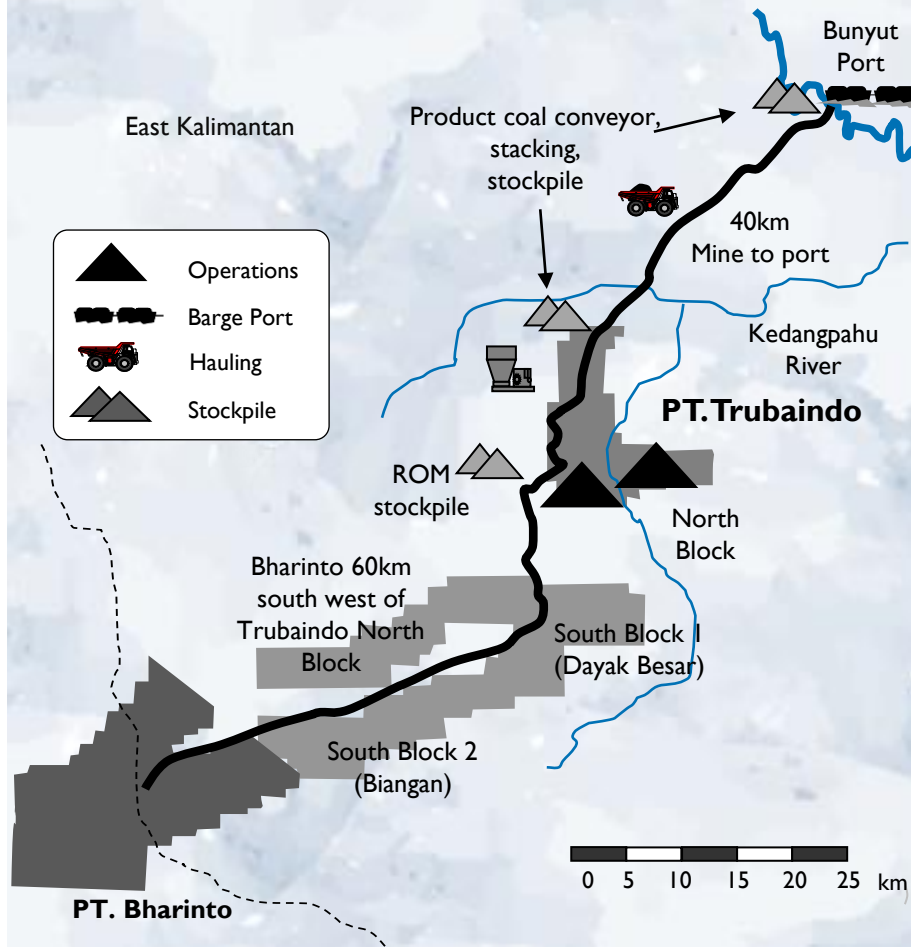 Bunyut
Port
East Kalimantan
Product coal conveyor,
stacking,
stockpile
40km
Mine to port
Operations
Barge Port
Hauling
Stockpile
Kedangpahu
River
PT. Trubaindo
ROM
stockpile
North
Block
Bharinto 60km
south west of
Trubaindo North
Block
South Block 1
(Dayak Besar)
South Block 2
(Biangan)
0 5 10 15 20 25 km
PT. Bharinto